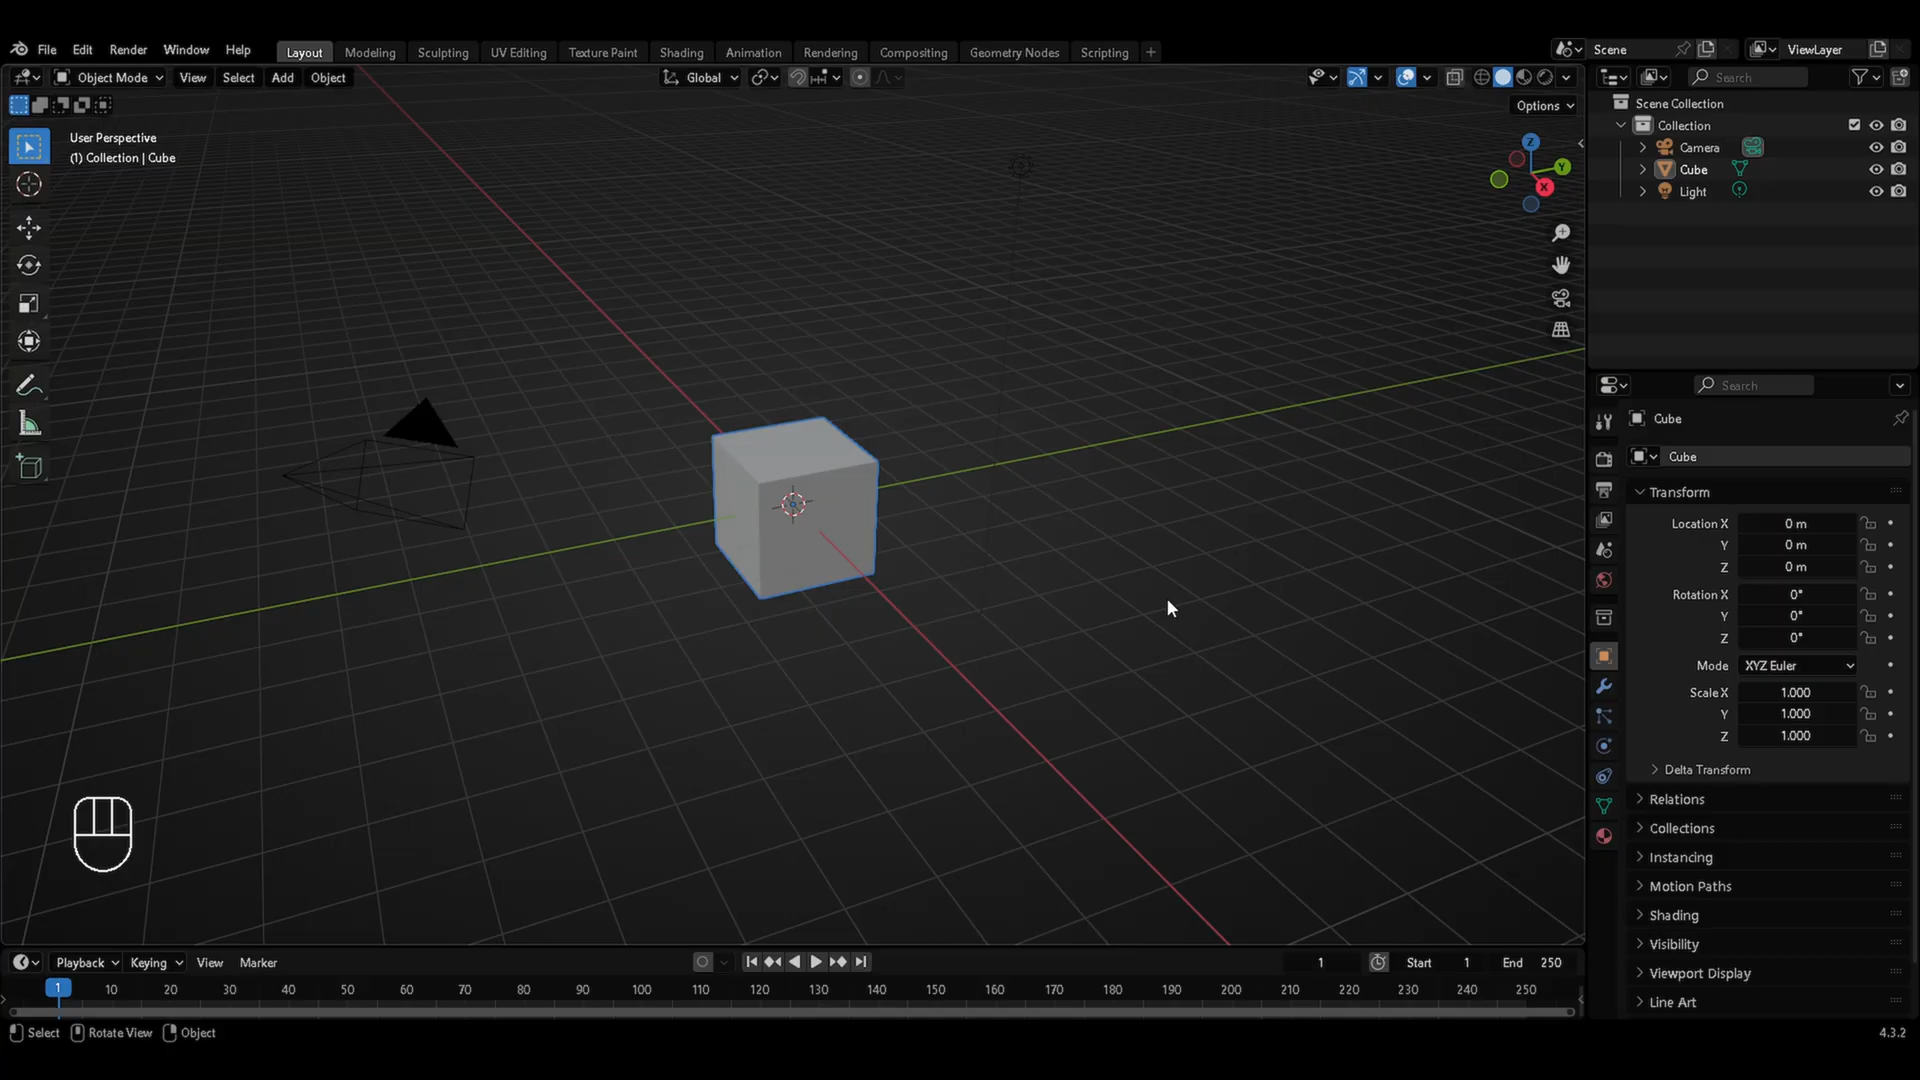 File Edit Render Window Help Layout Modeling Sculpting UV Editing Texture Paint Shading Animation Rendering Compositing Geometry Nodes Scripting + Scene ViewLayer
Object Mode View Select Add Object Global Search
Options
User Perspective
(1) Collection | Cube
Z
Y
X
Scene Collection
Collection
Camera
Cube
Light
Search
Cube
Cube
Transform
Location X 0 m
Y 0 m
Z 0 m
Rotation X 0°
Y 0°
Z 0°
Mode XYZ Euler
Scale X 1.000
Y 1.000
Z 1.000
Delta Transform
Relations
Collections
Instancing
Motion Paths
Shading
Visibility
Viewport Display
Line Art
Playback Keying View Marker 1 Start 1 End 250
1 10 20 30 40 50 60 70 80 90 100 110 120 130 140 150 160 170 180 190 200 210 220 230 240 250
Select Rotate View Object 4.3.2